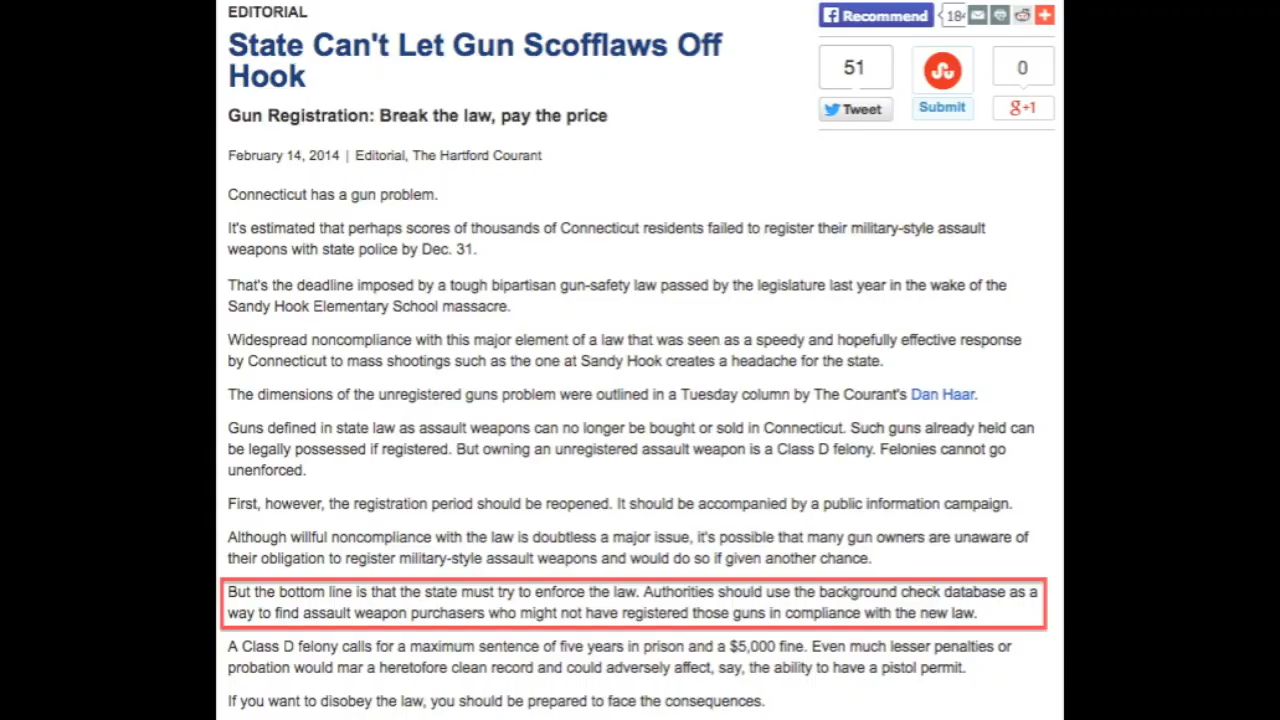 EDITORIAL
State Can't Let Gun Scofflaws Off
Hook
Gun Registration: Break the law, pay the price
February 14, 2014 | Editorial, The Hartford Courant
Recommend
51
0
Tweet
Submit
g+1
Connecticut has a gun problem.
It's estimated that perhaps scores of thousands of Connecticut residents failed to register their military-style assault
weapons with state police by Dec. 31.
That's the deadline imposed by a tough bipartisan gun-safety law passed by the legislature last year in the wake of the
Sandy Hook Elementary School massacre.
Widespread noncompliance with this major element of a law that was seen as a speedy and hopefully effective response
by Connecticut to mass shootings such as the one at Sandy Hook creates a headache for the state.
The dimensions of the unregistered guns problem were outlined in a Tuesday column by The Courant's Dan Haar.
Guns defined in state law as assault weapons can no longer be bought or sold in Connecticut. Such guns already held can
be legally possessed if registered. But owning an unregistered assault weapon is a Class D felony. Felonies cannot go
unenforced.
First, however, the registration period should be reopened. It should be accompanied by a public information campaign.
Although willful noncompliance with the law is doubtless a major issue, it's possible that many gun owners are unaware of
their obligation to register military-style assault weapons and would do so if given another chance.
But the bottom line is that the state must try to enforce the law. Authorities should use the background check database as a
way to find assault weapon purchasers who might not have registered those guns in compliance with the new law.
A Class D felony calls for a maximum sentence of five years in prison and a $5,000 fine. Even much lesser penalties or
probation would mar a heretofore clean record and could adversely affect, say, the ability to have a pistol permit.
If you want to disobey the law, you should be prepared to face the consequences.